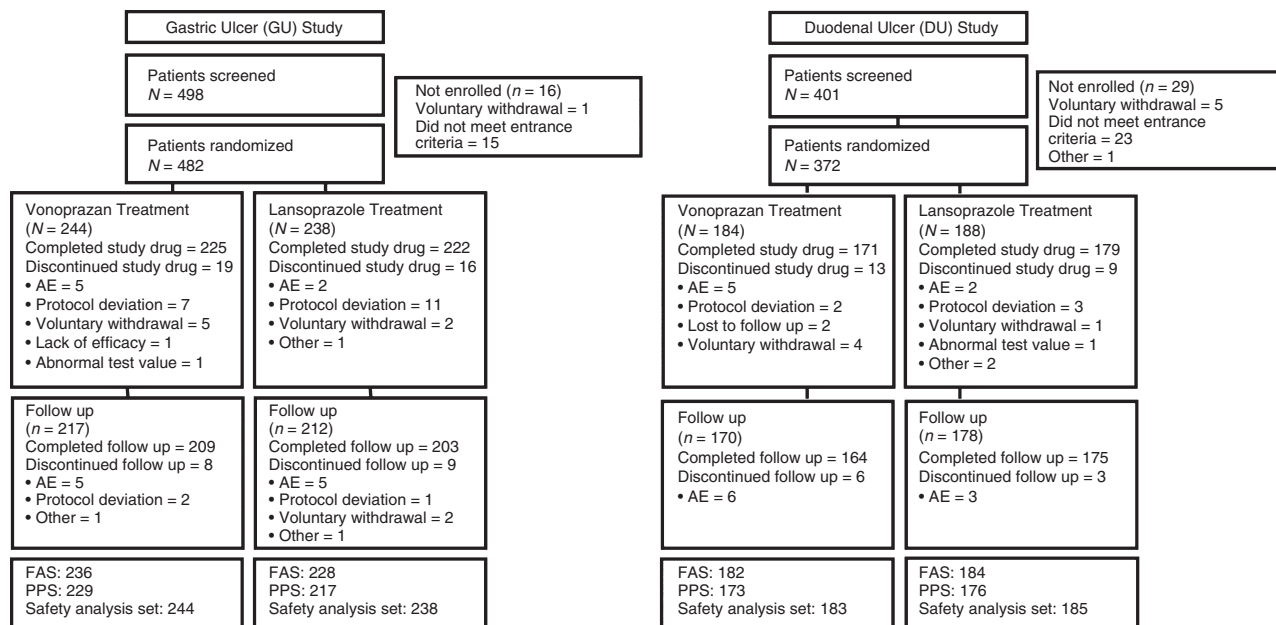 Gastric Ulcer (GU) Study
Patients screened
N = 498
Not enrolled (n = 16)
Voluntary withdrawal = 1
Did not meet entrance
criteria = 15
Patients randomized
N = 482
Vonoprazan Treatment
(N = 244)
Completed study drug = 225
Discontinued study drug = 19
• AE = 5
• Protocol deviation = 7
• Voluntary withdrawal = 5
• Lack of efficacy = 1
• Abnormal test value = 1
Lansoprazole Treatment
(N = 238)
Completed study drug = 222
Discontinued study drug = 16
• AE = 2
• Protocol deviation = 11
• Voluntary withdrawal = 2
• Other = 1
Follow up
(n = 217)
Completed follow up = 209
Discontinued follow up = 8
• AE = 5
• Protocol deviation = 2
• Other = 1
Follow up
(n = 212)
Completed follow up = 203
Discontinued follow up = 9
• AE = 5
• Protocol deviation = 1
• Voluntary withdrawal = 2
• Other = 1
FAS: 236
PPS: 229
Safety analysis set: 244
FAS: 228
PPS: 217
Safety analysis set: 238
Duodenal Ulcer (DU) Study
Patients screened
N = 401
Not enrolled (n = 29)
Voluntary withdrawal = 5
Did not meet entrance
criteria = 23
Other = 1
Patients randomized
N = 372
Vonoprazan Treatment
(N = 184)
Completed study drug = 171
Discontinued study drug = 13
• AE = 5
• Protocol deviation = 2
• Lost to follow up = 2
• Voluntary withdrawal = 4
Lansoprazole Treatment
(N = 188)
Completed study drug = 179
Discontinued study drug = 9
• AE = 2
• Protocol deviation = 3
• Voluntary withdrawal = 1
• Abnormal test value = 1
• Other = 2
Follow up
(n = 170)
Completed follow up = 164
Discontinued follow up = 6
• AE = 6
Follow up
(n = 178)
Completed follow up = 175
Discontinued follow up = 3
• AE = 3
FAS: 182
PPS: 173
Safety analysis set: 183
FAS: 184
PPS: 176
Safety analysis set: 185